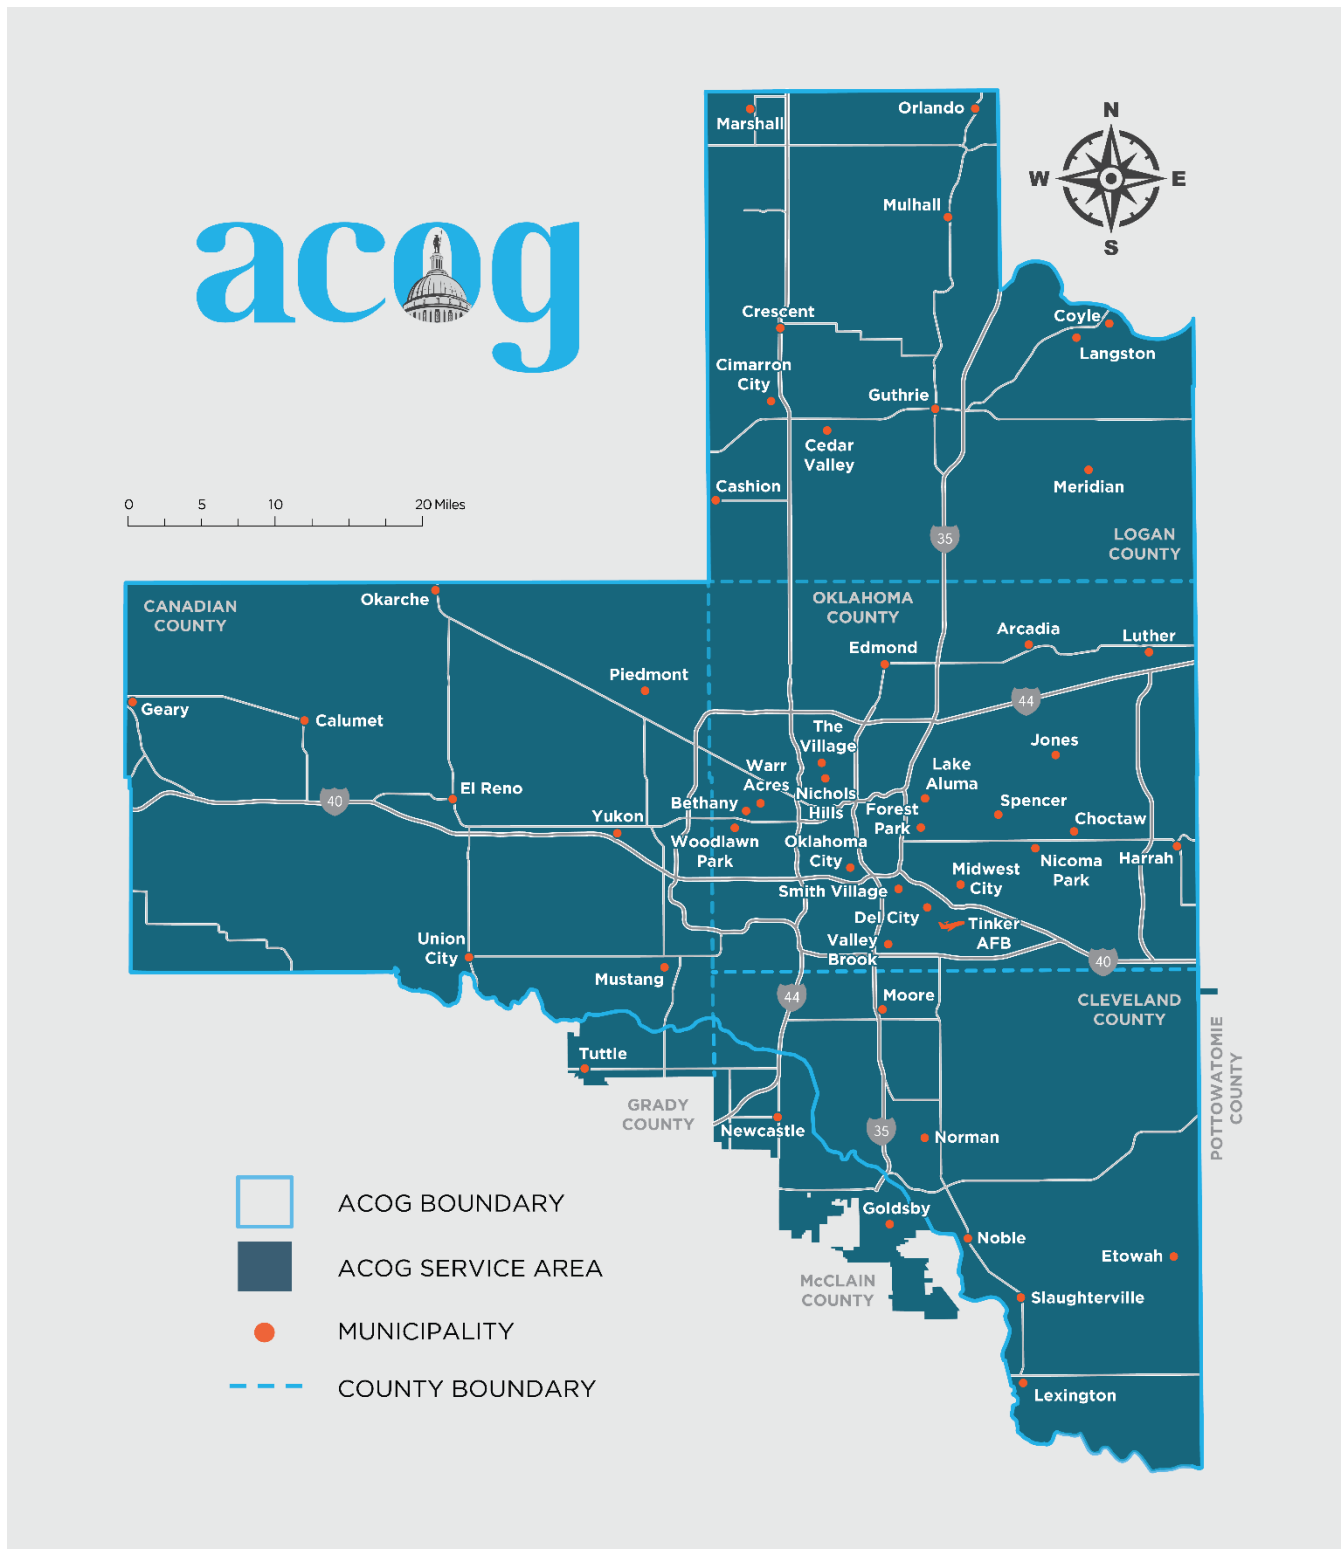 acog
N
W
E
S
0
5
10
20 Miles
Marshall
Orlando
Mulhall
Crescent
Coyle
Langston
Cimarron
City
Guthrie
Cedar
Valley
Cashion
Meridian
35
LOGAN
COUNTY
CANADIAN
COUNTY
Okarche
OKLAHOMA
COUNTY
Arcadia
Luther
Edmond
Piedmont
Geary
Calumet
44
The
Village
Jones
Warr
Acres
Lake
Aluma
El Reno
40
Bethany
Nichols
Hills
Forest
Park
Spencer
Choctaw
Yukon
Woodlawn
Park
Oklahoma
City
Midwest
City
Nicoma
Park
Harrah
Smith Village
Del City
Tinker
AFB
Union
City
Valley
Brook
40
Mustang
44
Moore
CLEVELAND
COUNTY
POTTOWATOMIE
COUNTY
Tuttle
GRADY
COUNTY
Newcastle
35
Norman
Goldsby
Noble
Etowah
McCLAIN
COUNTY
Slaughterville
Lexington
ACOG BOUNDARY
ACOG SERVICE AREA
MUNICIPALITY
COUNTY BOUNDARY